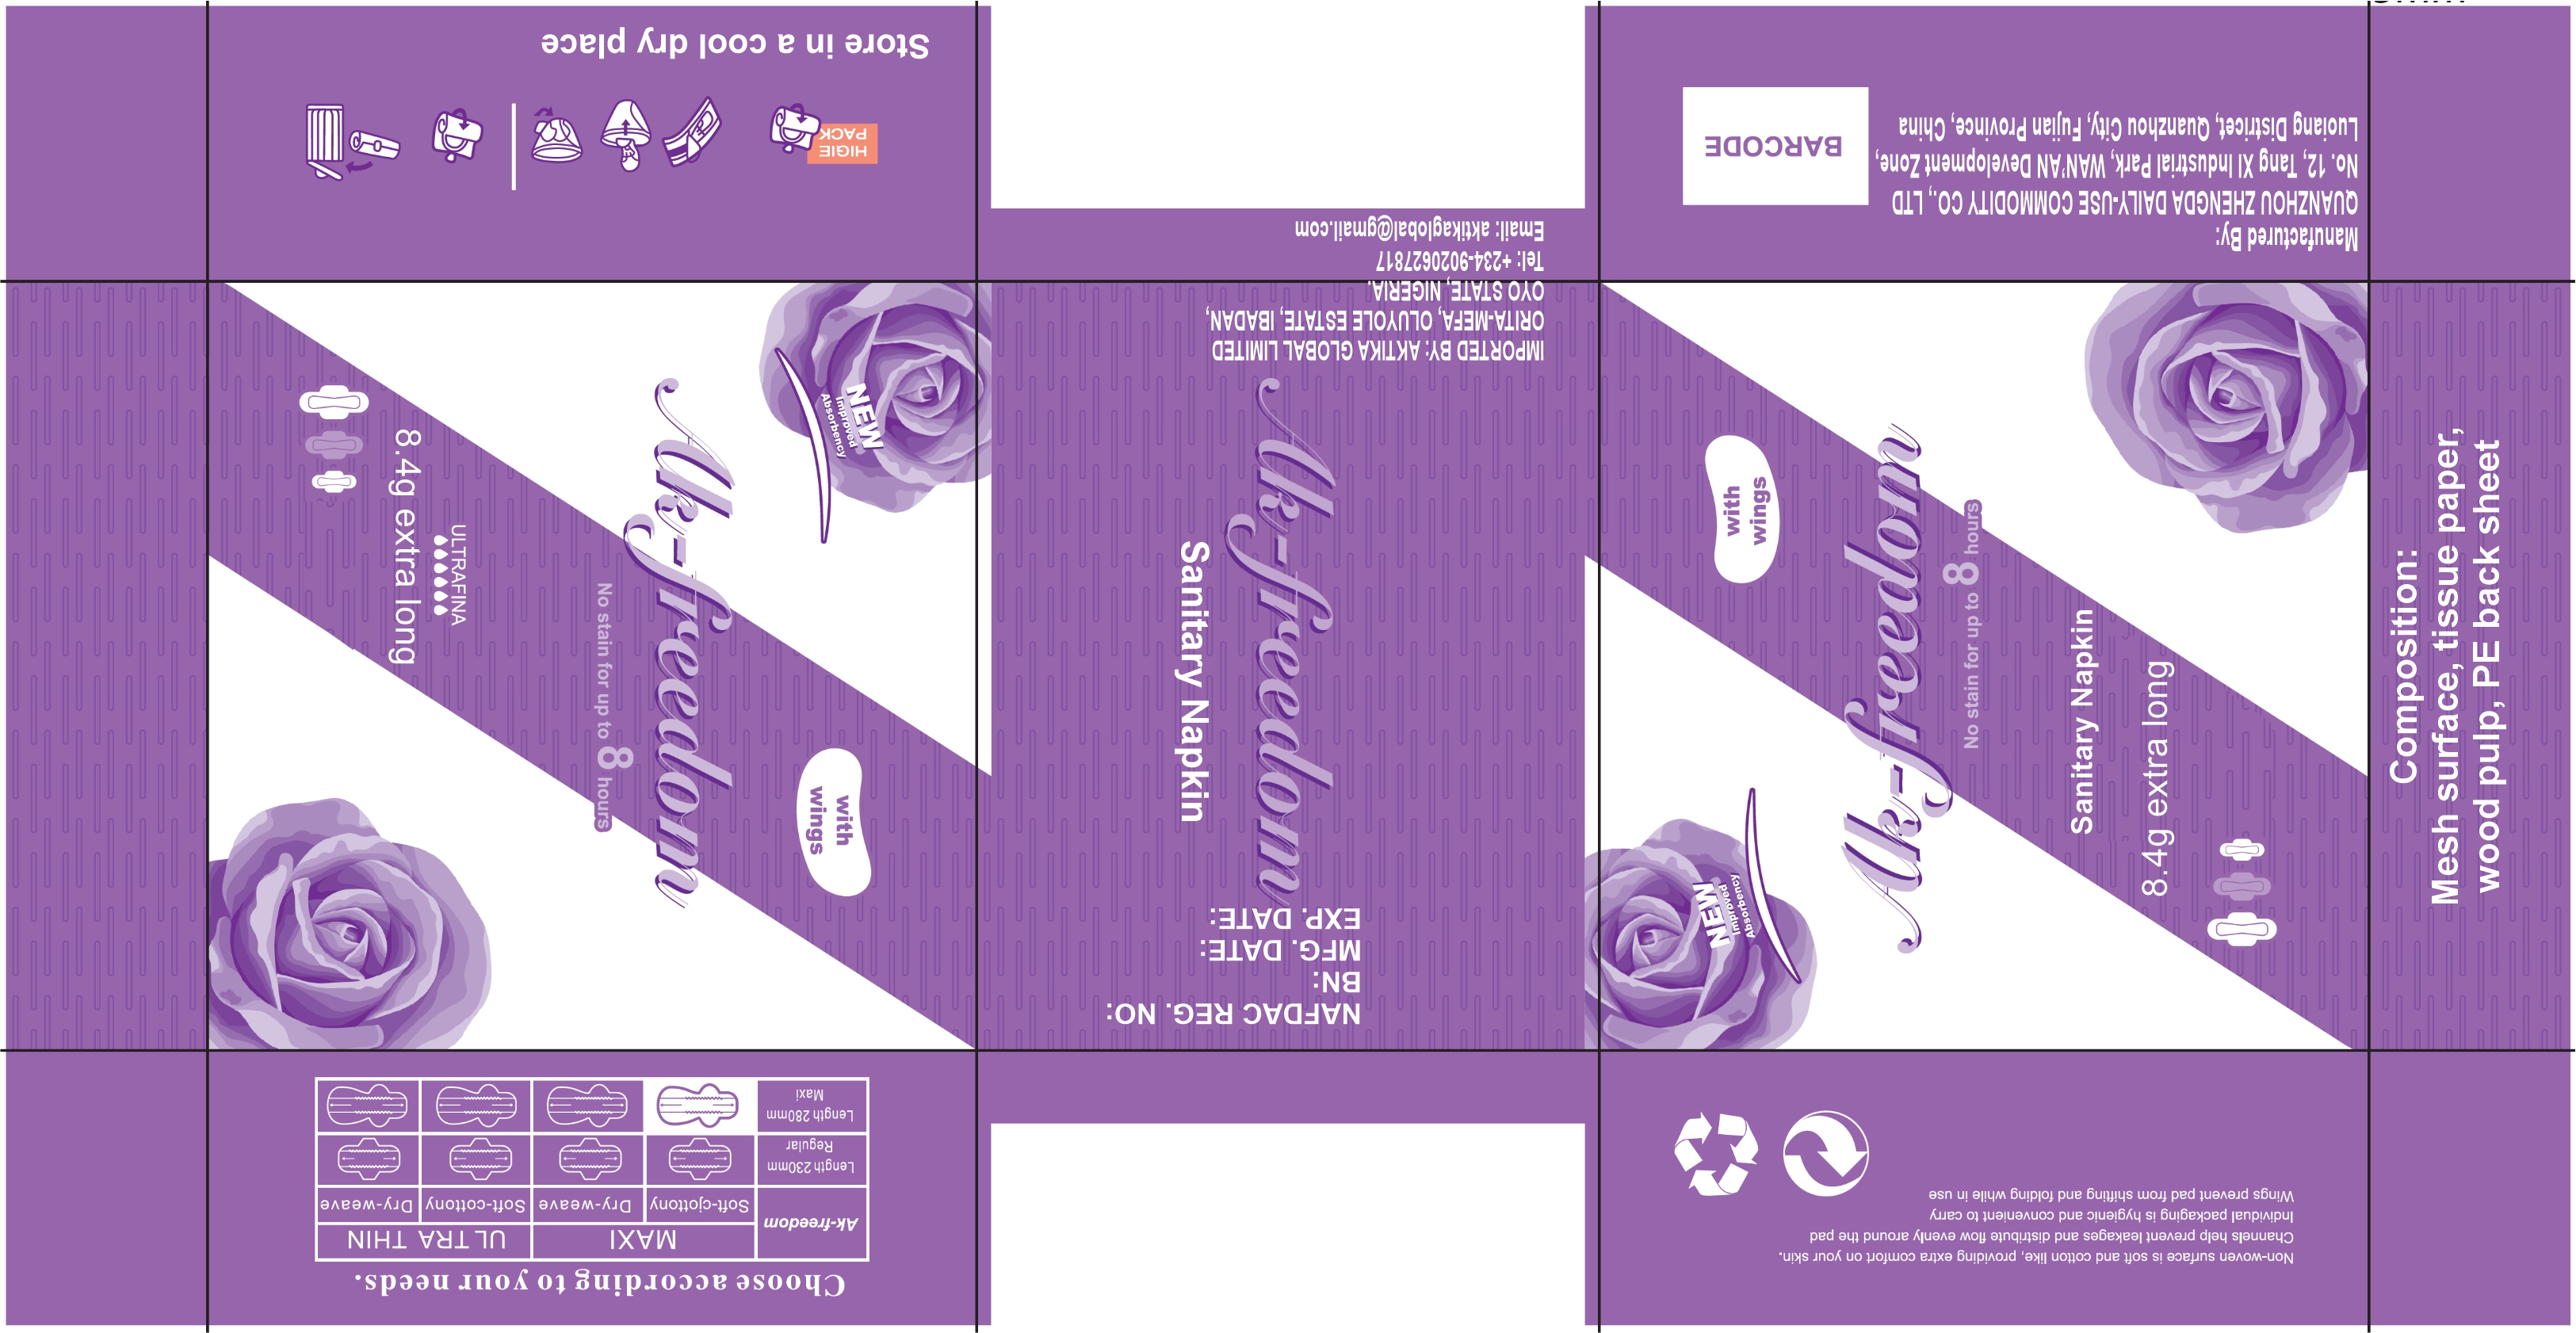 Store in a cool dry place
HIGIE
PACK
Manufactured By:
QUANZHOU ZHENGDA DAILY-USE COMMODITY CO., LTD
No. 12, Tang XI Industrial Park, WAN'AN Development Zone,
Luoiang Districet, Quanzhou City, Fujian Province, China
BARCODE
IMPORTED BY: AKTIKA GLOBAL LIMITED
ORITA-MEFA, OLUYOLE ESTATE, IBADAN,
OYO STATE, NIGERIA.
Tel: +234-9020627817
Email: aktikaglobal@gmail.com
8.4g extra long
ULTRAFINA
Ak-freedom
No stain for up to 8 hours
NEW
Improved
Absorbency
with
wings
Ak-freedom
Sanitary Napkin
NAFDAC REG. NO:
BN:
MFG. DATE:
EXP. DATE:
with
wings
Ak-freedom
No stain for up to 8 hours
NEW
Improved
Absorbency
Sanitary Napkin
8.4g extra long
Composition:
Mesh surface, tissue paper,
wood pulp, PE back sheet
Choose according to your needs.
Ak-freedom
MAXI
ULTRA THIN
Soft-cjottony
Dry-weave
Soft-cottony
Dry-weave
Length 230mm
Regular
Length 280mm
Maxi
Non-woven surface is soft and cotton like, providing extra comfort on your skin.
Channels help prevent leakages and distribute flow evenly around the pad
Individual packaging is hygienic and convenient to carry
Wings prevent pad from shifting and folding while in use